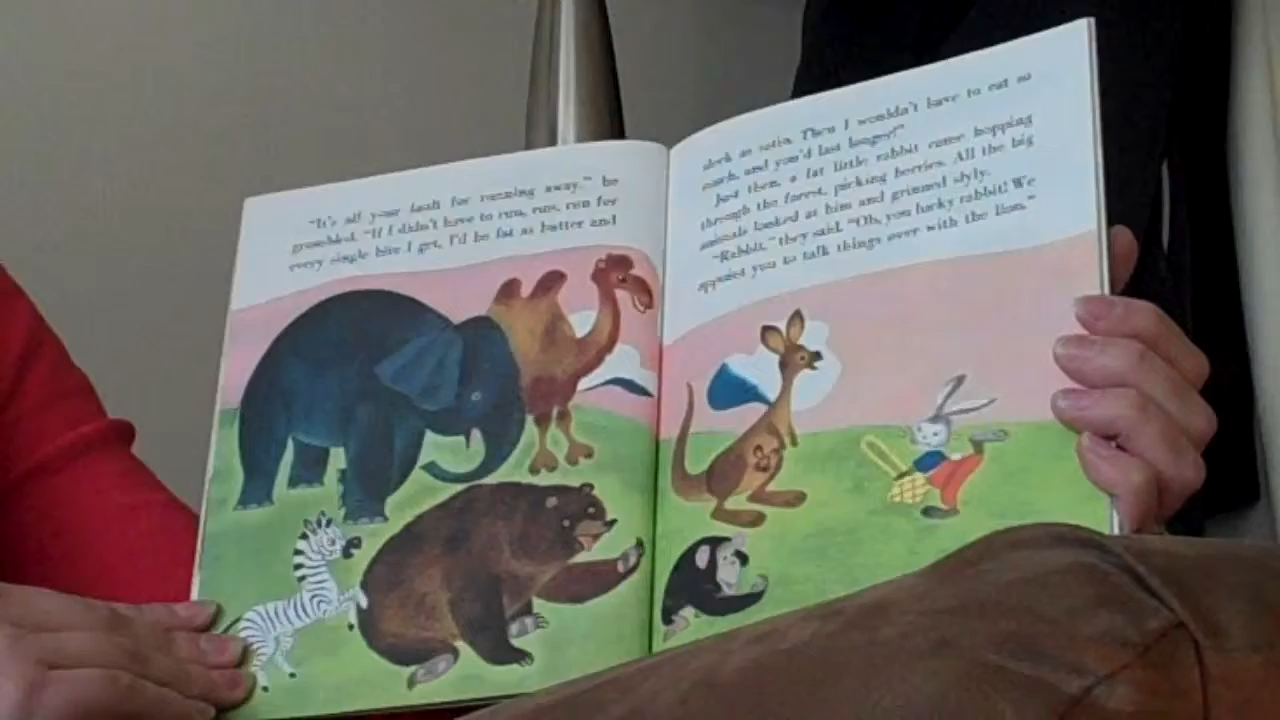 "It's all your fault for running away," he
grumbled. "If I didn't have to run, run, run for
every single bite I get, I'd be fat as butter and
sleek as satin. Then I wouldn't have to eat so
much, and you'd last longer!"
Just then, a fat little rabbit came hopping
through the forest, picking berries. All the big
animals looked at him and grinned slyly.
"Rabbit," they said. "Oh, you lucky rabbit! We
appoint you to talk things over with the lion."